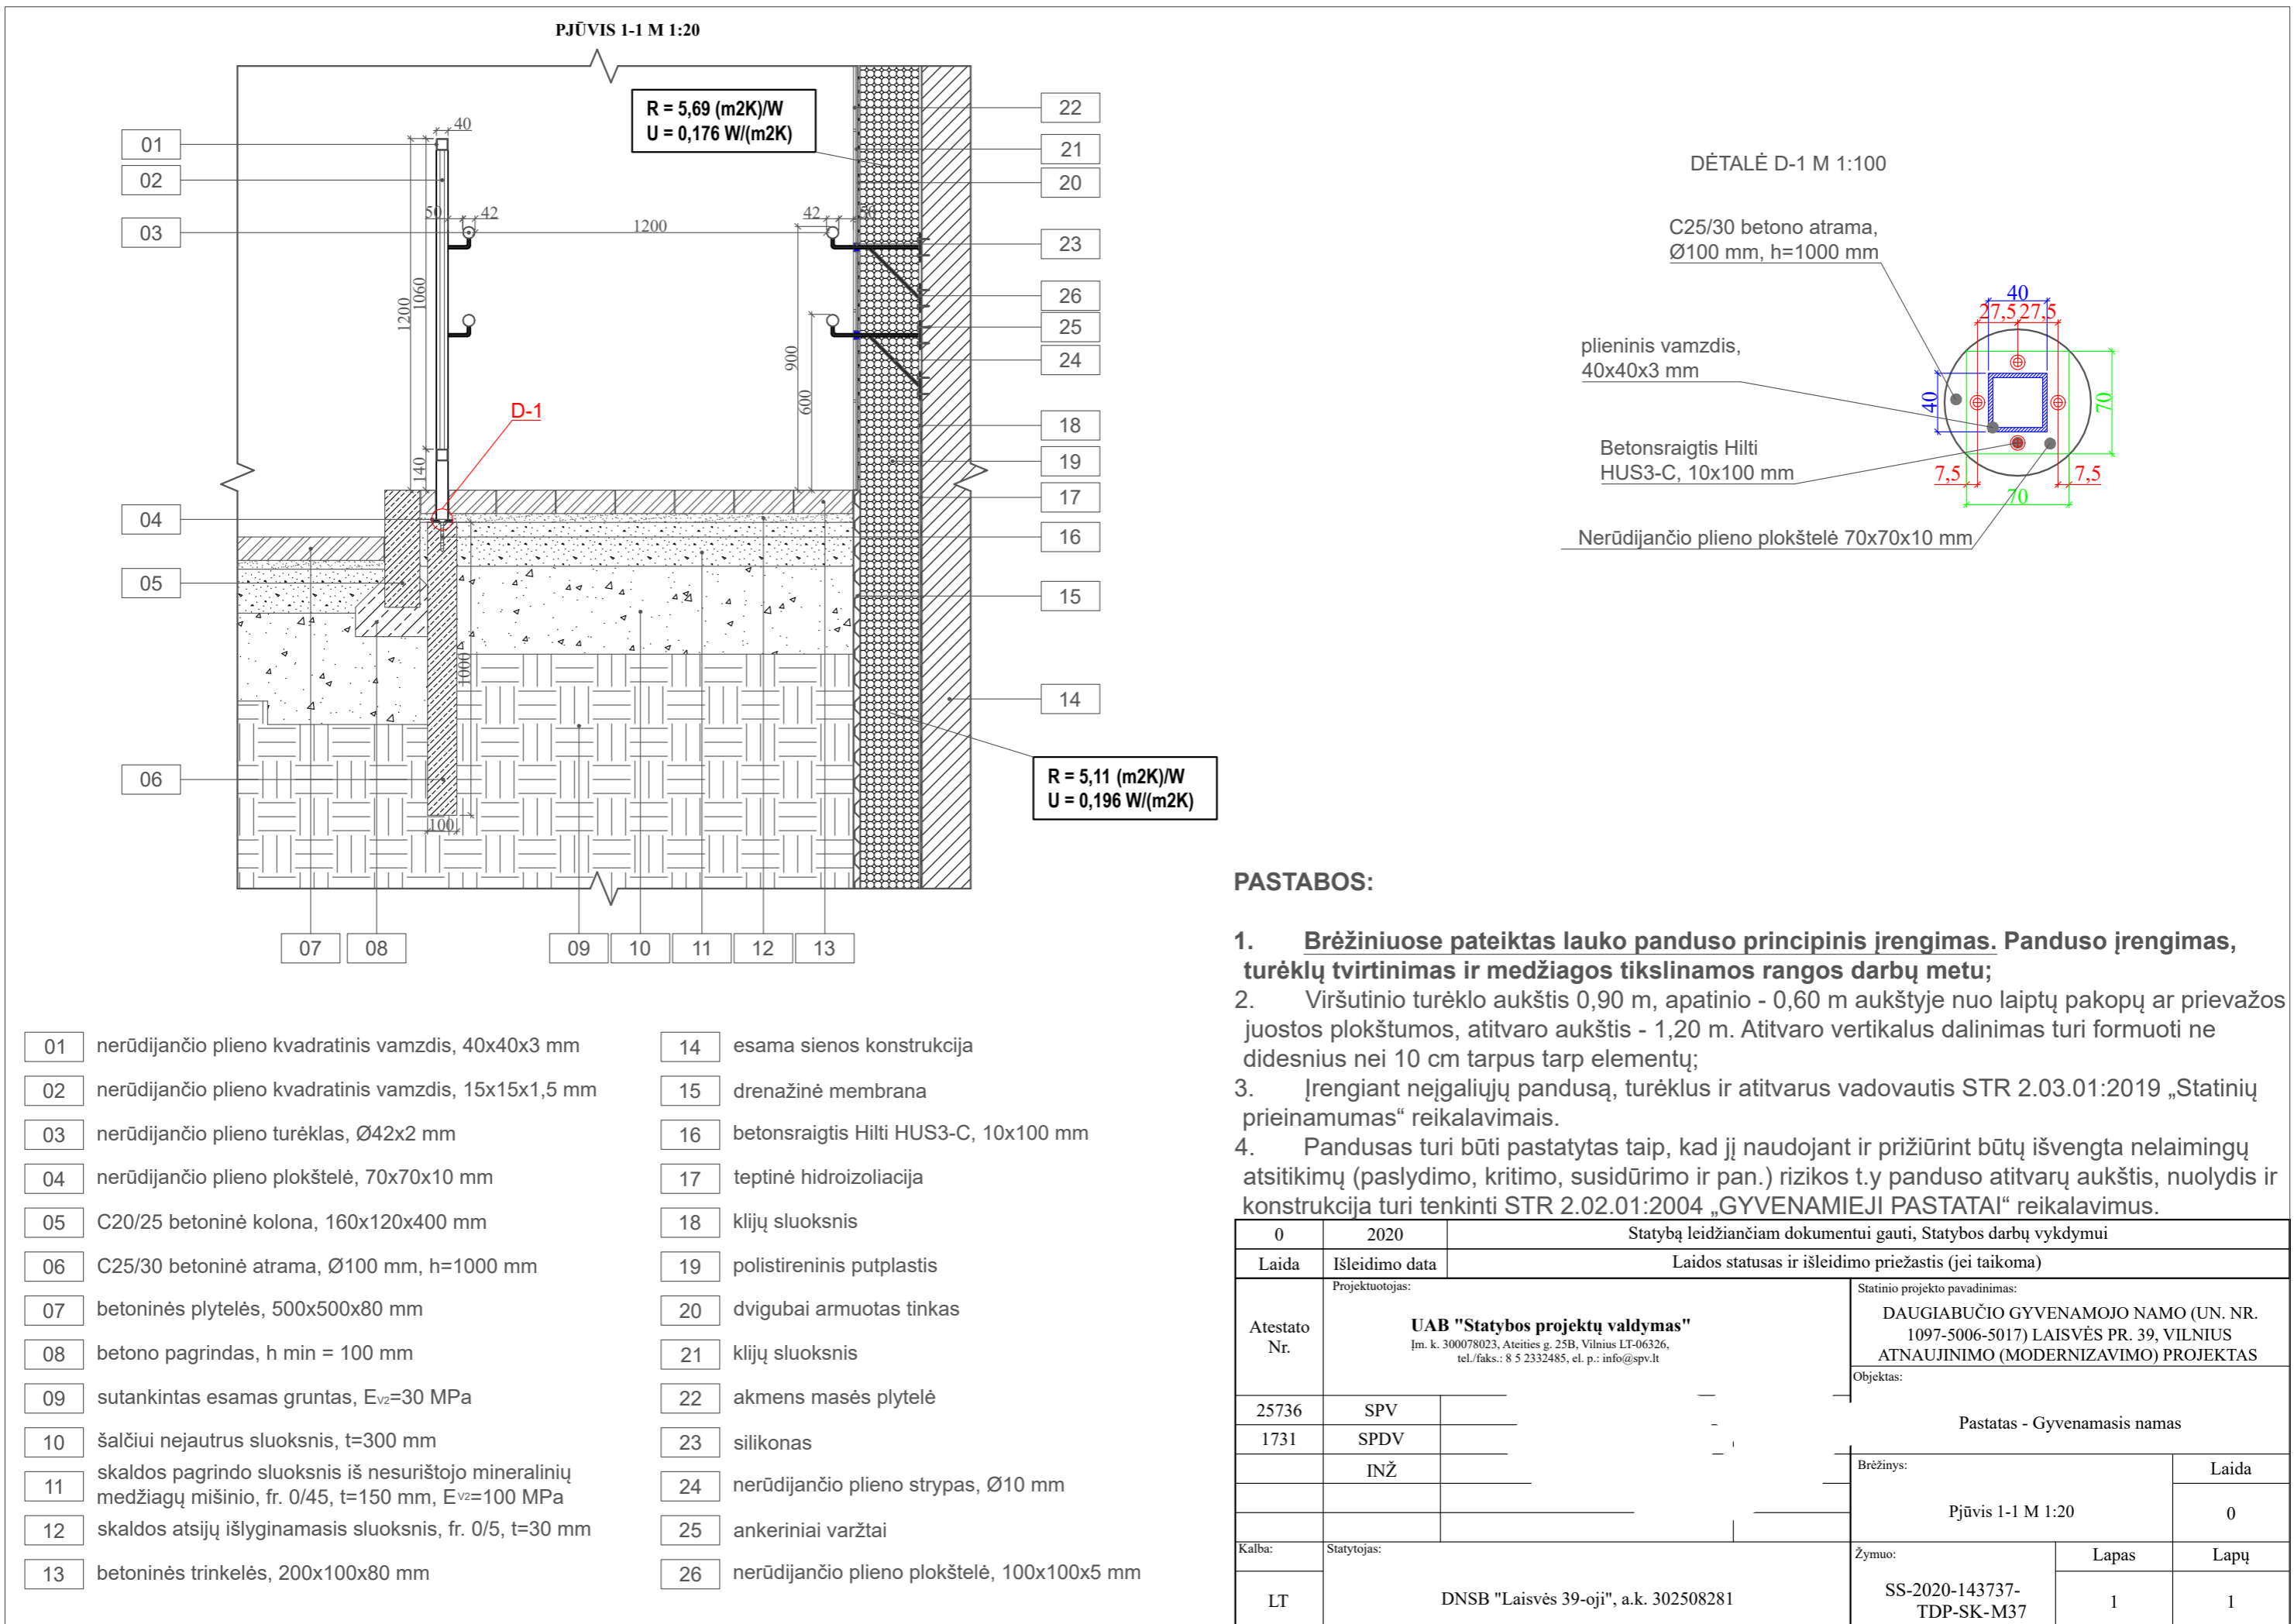 PJŪVIS 1-1 M 1:20
R = 5,69 (m2K)/W
U = 0,176 W/(m2K)
01
02
03
04
05
06
40
50
42
1200
42
50
1200
1060
140
900
600
D-1
1000
100
22
21
20
23
26
25
24
18
19
17
16
15
14
R = 5,11 (m2K)/W
U = 0,196 W/(m2K)
07
08
09
10
11
12
13
DĖTALĖ D-1 M 1:100
C25/30 betono atrama,
Ø100 mm, h=1000 mm
plieninis vamzdis,
40x40x3 mm
Betonsraigtis Hilti
HUS3-C, 10x100 mm
Nerūdijančio plieno plokštelė 70x70x10 mm
40
27,5
27,5
40
70
7,5
7,5
70
01 nerūdijančio plieno kvadratinis vamzdis, 40x40x3 mm
02 nerūdijančio plieno kvadratinis vamzdis, 15x15x1,5 mm
03 nerūdijančio plieno turėklas, Ø42x2 mm
04 nerūdijančio plieno plokštelė, 70x70x10 mm
05 C20/25 betoninė kolona, 160x120x400 mm
06 C25/30 betoninė atrama, Ø100 mm, h=1000 mm
07 betoninės plytelės, 500x500x80 mm
08 betono pagrindas, h min = 100 mm
09 sutankintas esamas gruntas, EV2=30 MPa
10 šalčiui nejautrus sluoksnis, t=300 mm
11 skaldos pagrindo sluoksnis iš nesurištojo mineralinių
medžiagų mišinio, fr. 0/45, t=150 mm, EV2=100 MPa
12 skaldos atsijų išlyginamasis sluoksnis, fr. 0/5, t=30 mm
13 betoninės trinkelės, 200x100x80 mm
14 esama sienos konstrukcija
15 drenažinė membrana
16 betonsraigtis Hilti HUS3-C, 10x100 mm
17 teptinė hidroizoliacija
18 klijų sluoksnis
19 polistireninis putplastis
20 dvigubai armuotas tinkas
21 klijų sluoksnis
22 akmens masės plytelė
23 silikonas
24 nerūdijančio plieno strypas, Ø10 mm
25 ankeriniai varžtai
26 nerūdijančio plieno plokštelė, 100x100x5 mm
PASTABOS:
1. Brėžiniuose pateiktas lauko panduso principinis įrengimas. Panduso įrengimas,
turėklų tvirtinimas ir medžiagos tikslinamos rangos darbų metu;
2. Viršutinio turėklo aukštis 0,90 m, apatinio - 0,60 m aukštyje nuo laiptų pakopų ar prievažos
juostos plokštumos, atitvaro aukštis - 1,20 m. Atitvaro vertikalus dalinimas turi formuoti ne
didesnius nei 10 cm tarpus tarp elementų;
3. Įrengiant neįgaliųjų pandusą, turėklus ir atitvarus vadovautis STR 2.03.01:2019 „Statinių
prieinamumas“ reikalavimais.
4. Pandusas turi būti pastatytas taip, kad jį naudojant ir prižiūrint būtų išvengta nelaimingų
atsitikimų (paslydimo, kritimo, susidūrimo ir pan.) rizikos t.y panduso atitvarų aukštis, nuolydis ir
konstrukcija turi tenkinti STR 2.02.01:2004 „GYVENAMIEJI PASTATAI“ reikalavimus.
0 2020 Statybą leidžiančiam dokumentui gauti, Statybos darbų vykdymui
Laida Išleidimo data Laidos statusas ir išleidimo priežastis (jei taikoma)
Atestato
Nr.
Projektuotojas:
UAB "Statybos projektų valdymas"
Įm. k. 300078023, Ateities g. 25B, Vilnius LT-06326,
tel./faks.: 8 5 2332485, el. p.: info@spv.lt
Statinio projekto pavadinimas:
DAUGIABUČIO GYVENAMOJO NAMO (UN. NR.
1097-5006-5017) LAISVĖS PR. 39, VILNIUS
ATNAUJINIMO (MODERNIZAVIMO) PROJEKTAS
Objektas:
Pastatas - Gyvenamasis namas
25736 SPV
1731 SPDV
INŽ
Brėžinys:
Pjūvis 1-1 M 1:20
Laida
0
Kalba:
LT
Statytojas:
DNSB "Laisvės 39-oji", a.k. 302508281
Žymuo:
SS-2020-143737-
TDP-SK-M37
Lapas
1
Lapų
1